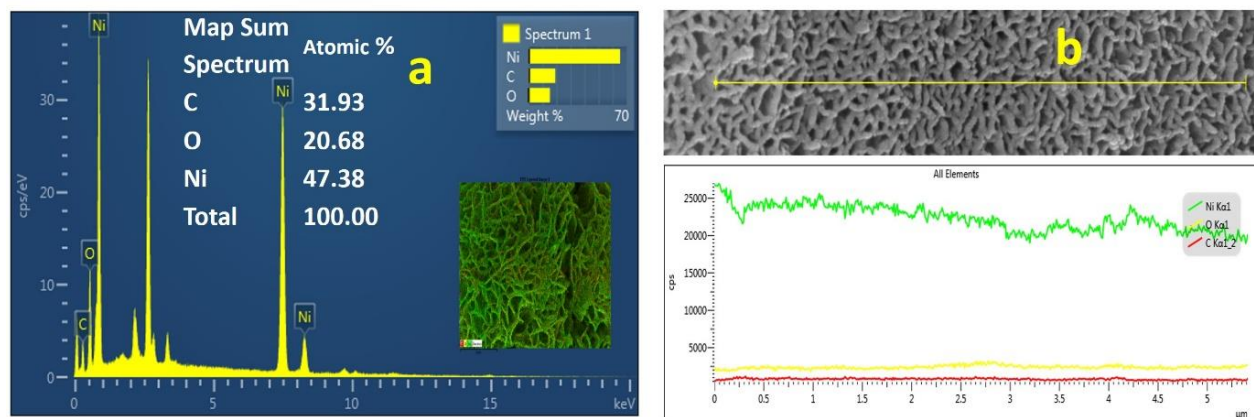 Ni
Map Sum
Spectrum
Atomic %
a
C 31.93
O 20.68
Ni 47.38
Total 100.00
Spectrum 1
Ni
C
O
Weight % 70
Ni
O
C
Ni
30
20
10
0
cps/eV
0 5 10 15 keV
b
All Elements
Ni Kα1
O Kα1
C Kα1_2
25000
20000
15000
10000
5000
cps
0 0.5 1 1.5 2 2.5 3 3.5 4 4.5 5
μm